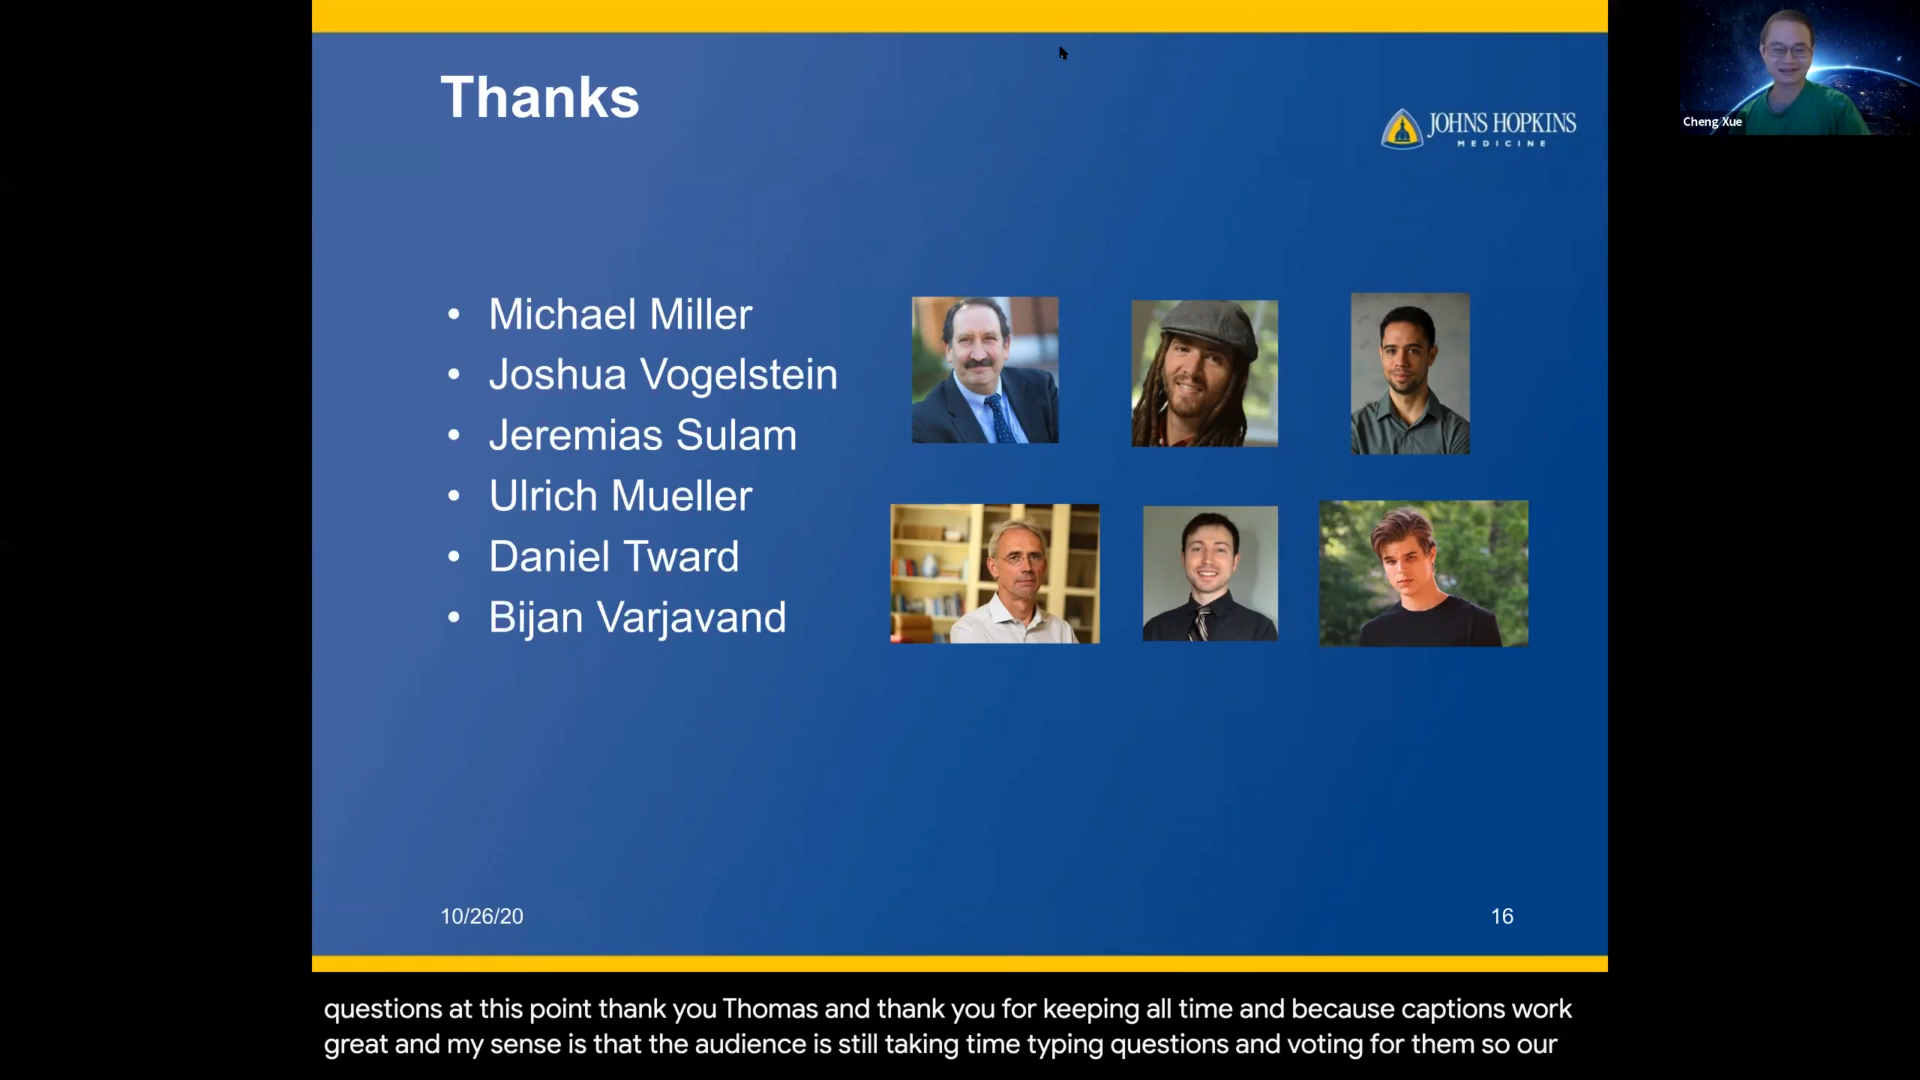 Thanks
JOHNS HOPKINS
MEDICINE
Cheng Xue
• Michael Miller
• Joshua Vogelstein
• Jeremias Sulam
• Ulrich Mueller
• Daniel Tward
• Bijan Varjavand
10/26/20
16
questions at this point thank you Thomas and thank you for keeping all time and because captions work
great and my sense is that the audience is still taking time typing questions and voting for them so our